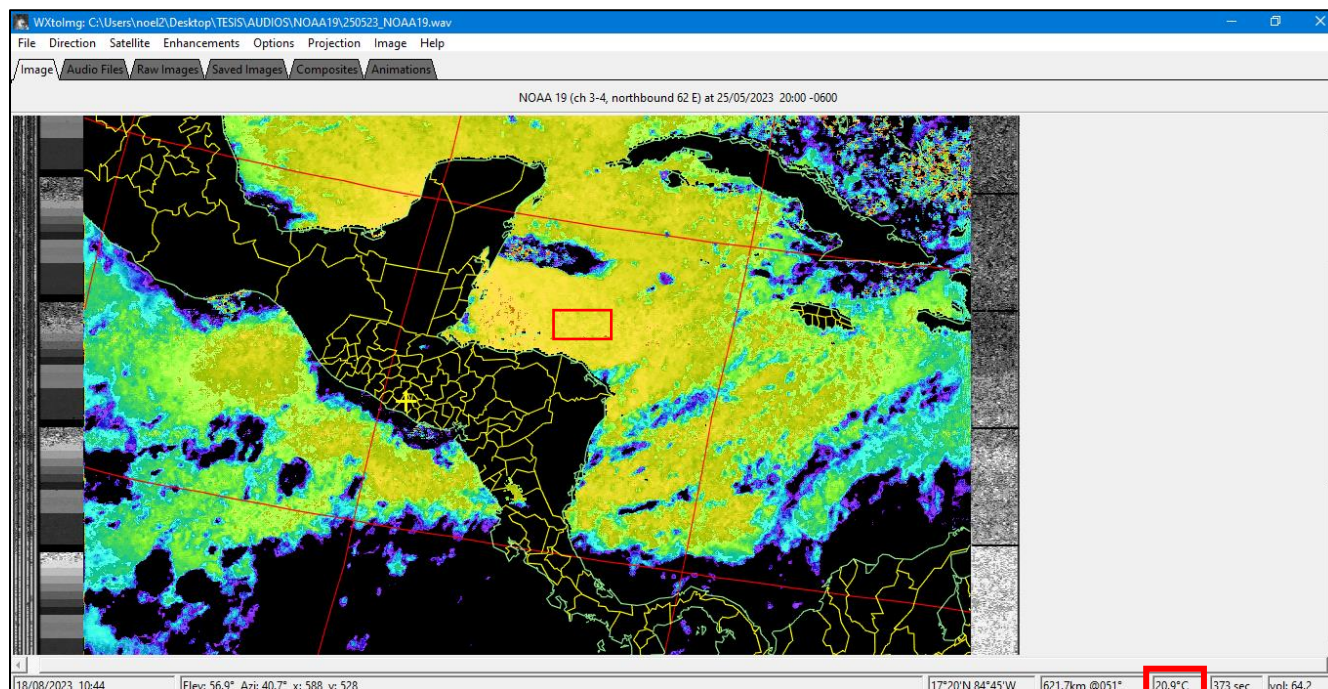 WXtoImg: C:\Users\noel2\Desktop\TESIS\AUDIOS\NOAA19\250523_NOAA19.wav
File Direction Satellite Enhancements Options Projection Image Help
Image Audio Files Raw Images Saved Images Composites Animations
NOAA 19 (ch 3-4, northbound 62 E) at 25/05/2023 20:00 -0600
18/08/2023 10:44 Elev: 56.9° Azi: 40.7° x: 588 y: 528 17°20'N 84°45'W 621.7km @051° 20.9°C 373 sec vol: 64.2